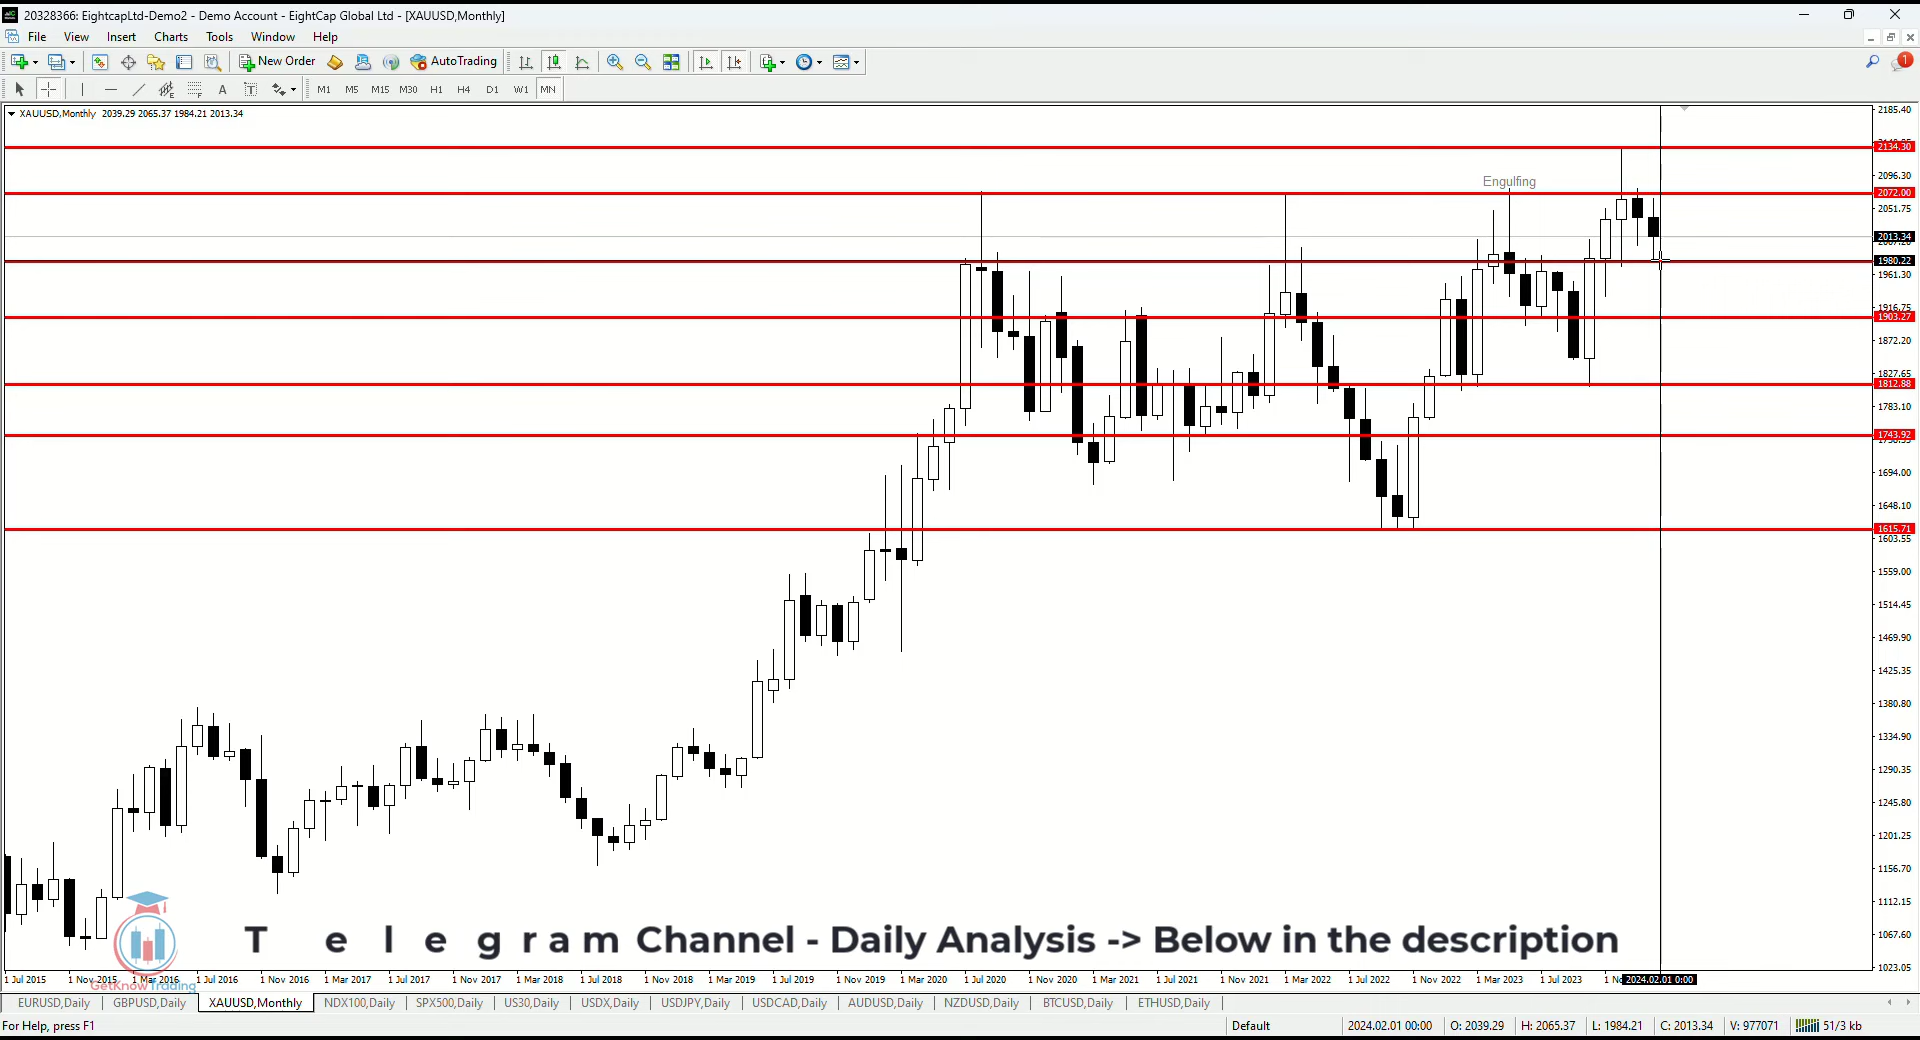 20328366: EightcapLtd-Demo2 - Demo Account - EightCap Global Ltd - [XAUUSD,Monthly]
File View Insert Charts Tools Window Help
New Order AutoTrading 1
A T M1 M5 M15 M30 H1 H4 D1 W1 MN
XAUUSD,Monthly 2039.29 2065.37 1984.21 2013.34
2185.40
2134.30
Engulfing
2096.30
2072.00
2051.75
2013.34
1980.22
1961.30
1916.75
1903.27
1872.20
1827.65
1812.88
1783.10
1743.92
1694.00
1648.10
1615.71
1603.55
1559.00
1514.45
1469.90
1425.35
1380.80
1334.90
1290.35
1245.80
1201.25
1156.70
1112.15
1067.60
1023.05
Telegram Channel - Daily Analysis -> Below in the description
GetKnowTrading
1 Jul 2015 1 Nov 2015 1 Mar 2016 1 Jul 2016 1 Nov 2016 1 Mar 2017 1 Jul 2017 1 Nov 2017 1 Mar 2018 1 Jul 2018 1 Nov 2018 1 Mar 2019 1 Jul 2019 1 Nov 2019 1 Mar 2020 1 Jul 2020 1 Nov 2020 1 Mar 2021 1 Jul 2021 1 Nov 2021 1 Mar 2022 1 Jul 2022 1 Nov 2022 1 Mar 2023 1 Jul 2023 2024.02.01 0:00
EURUSD,Daily GBPUSD,Daily XAUUSD,Monthly NDX100,Daily SPX500,Daily US30,Daily USDX,Daily USDJPY,Daily USDCAD,Daily AUDUSD,Daily NZDUSD,Daily BTCUSD,Daily ETHUSD,Daily
For Help, press F1 Default 2024.02.01 00:00 O: 2039.29 H: 2065.37 L: 1984.21 C: 2013.34 V: 977071 51/3 kb